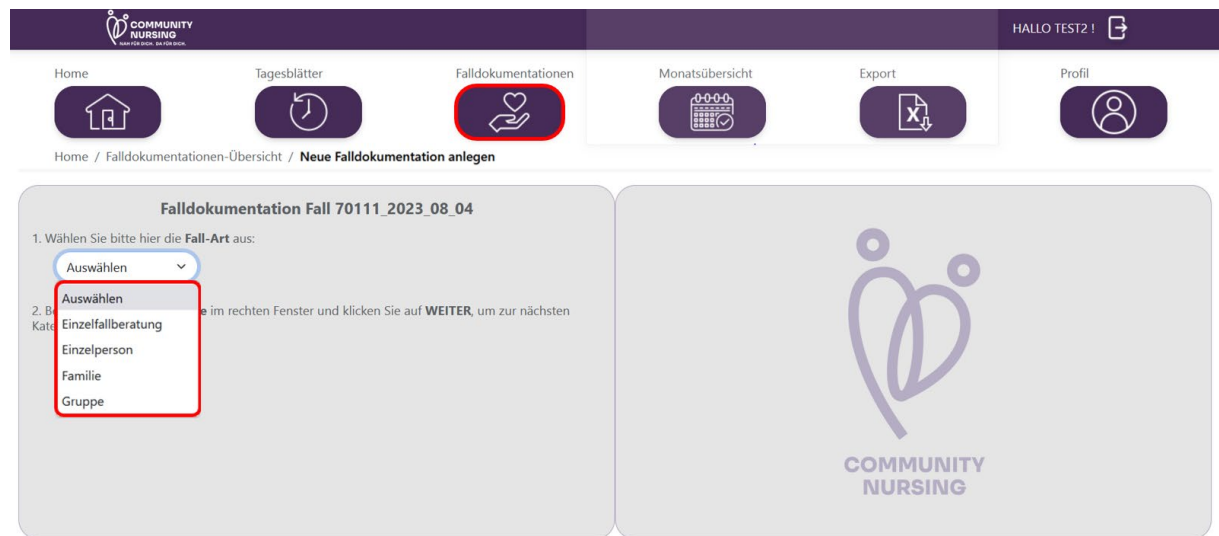 COMMUNITY
NURSING
NAH FÜR DICH. DA FÜR DICH.
HALLO TEST2 !
Home
Tagesblätter
Falldokumentationen
Monatsübersicht
Export
Profil
Home / Falldokumentationen-Übersicht / Neue Falldokumentation anlegen
Falldokumentation Fall 70111_2023_08_04
1. Wählen Sie bitte hier die Fall-Art aus:
Auswählen
Auswählen
Einzelfallberatung
Einzelperson
Familie
Gruppe
2. im rechten Fenster und klicken Sie auf WEITER, um zur nächsten
COMMUNITY
NURSING